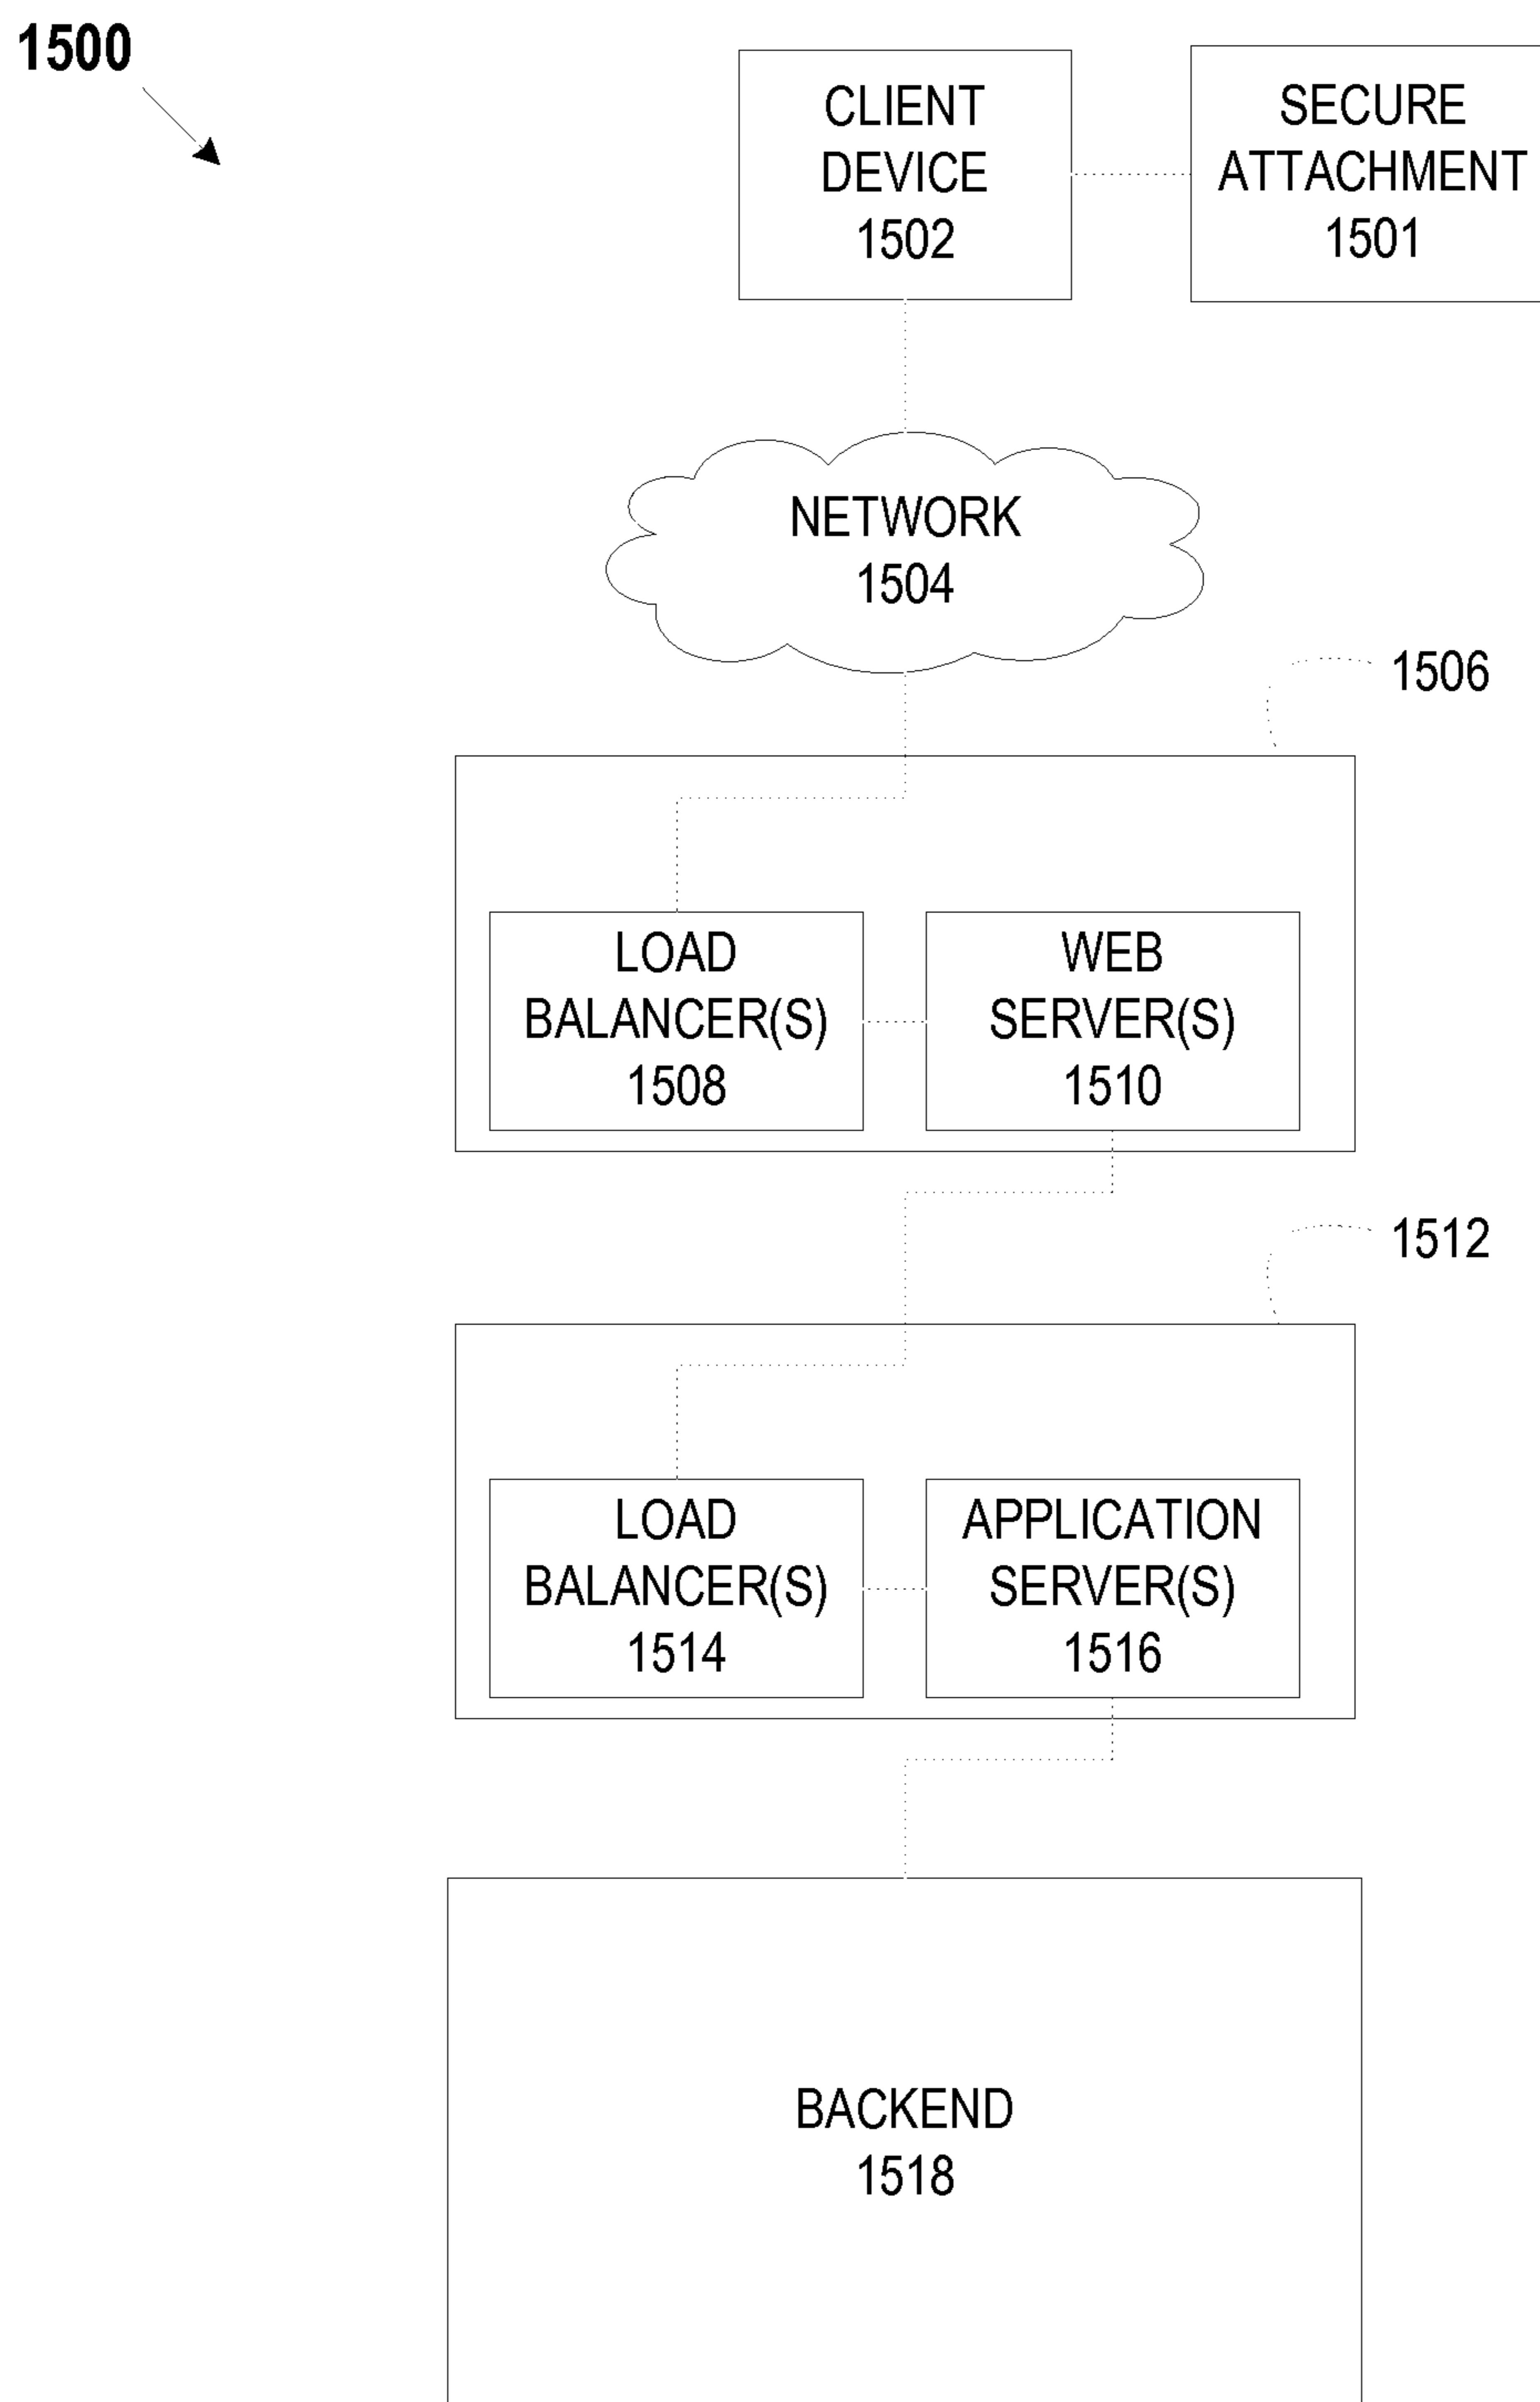 1500
CLIENT
DEVICE
1502
SECURE
ATTACHMENT
1501
NETWORK
1504
1506
LOAD
BALANCER(S)
1508
WEB
SERVER(S)
1510
1512
LOAD
BALANCER(S)
1514
APPLICATION
SERVER(S)
1516
BACKEND
1518